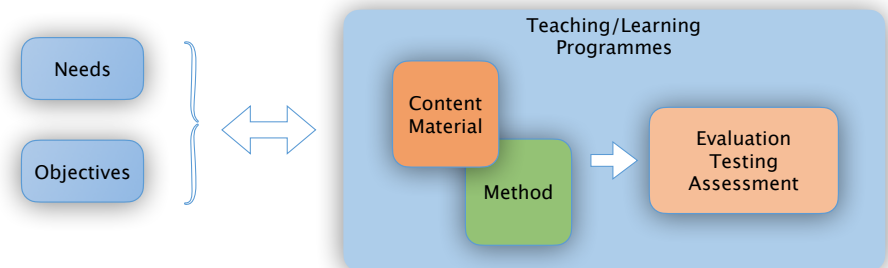 Needs
Objectives
Teaching/Learning
Programmes
Content
Material
Method
Evaluation
Testing
Assessment